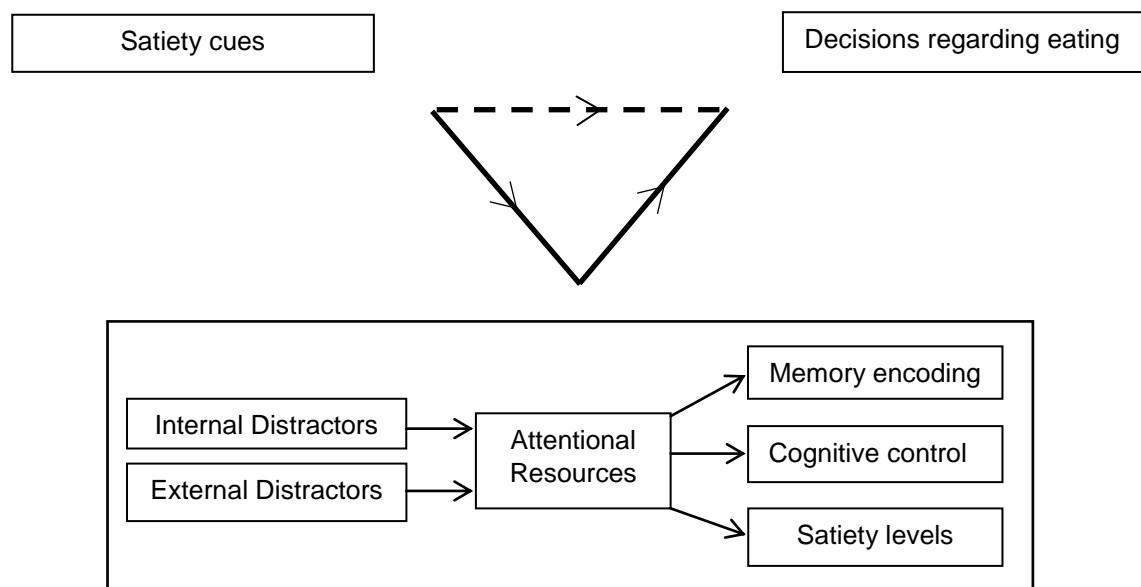 Satiety cues
Decisions regarding eating
Internal Distractors
External Distractors
Attentional
Resources
Memory encoding
Cognitive control
Satiety levels